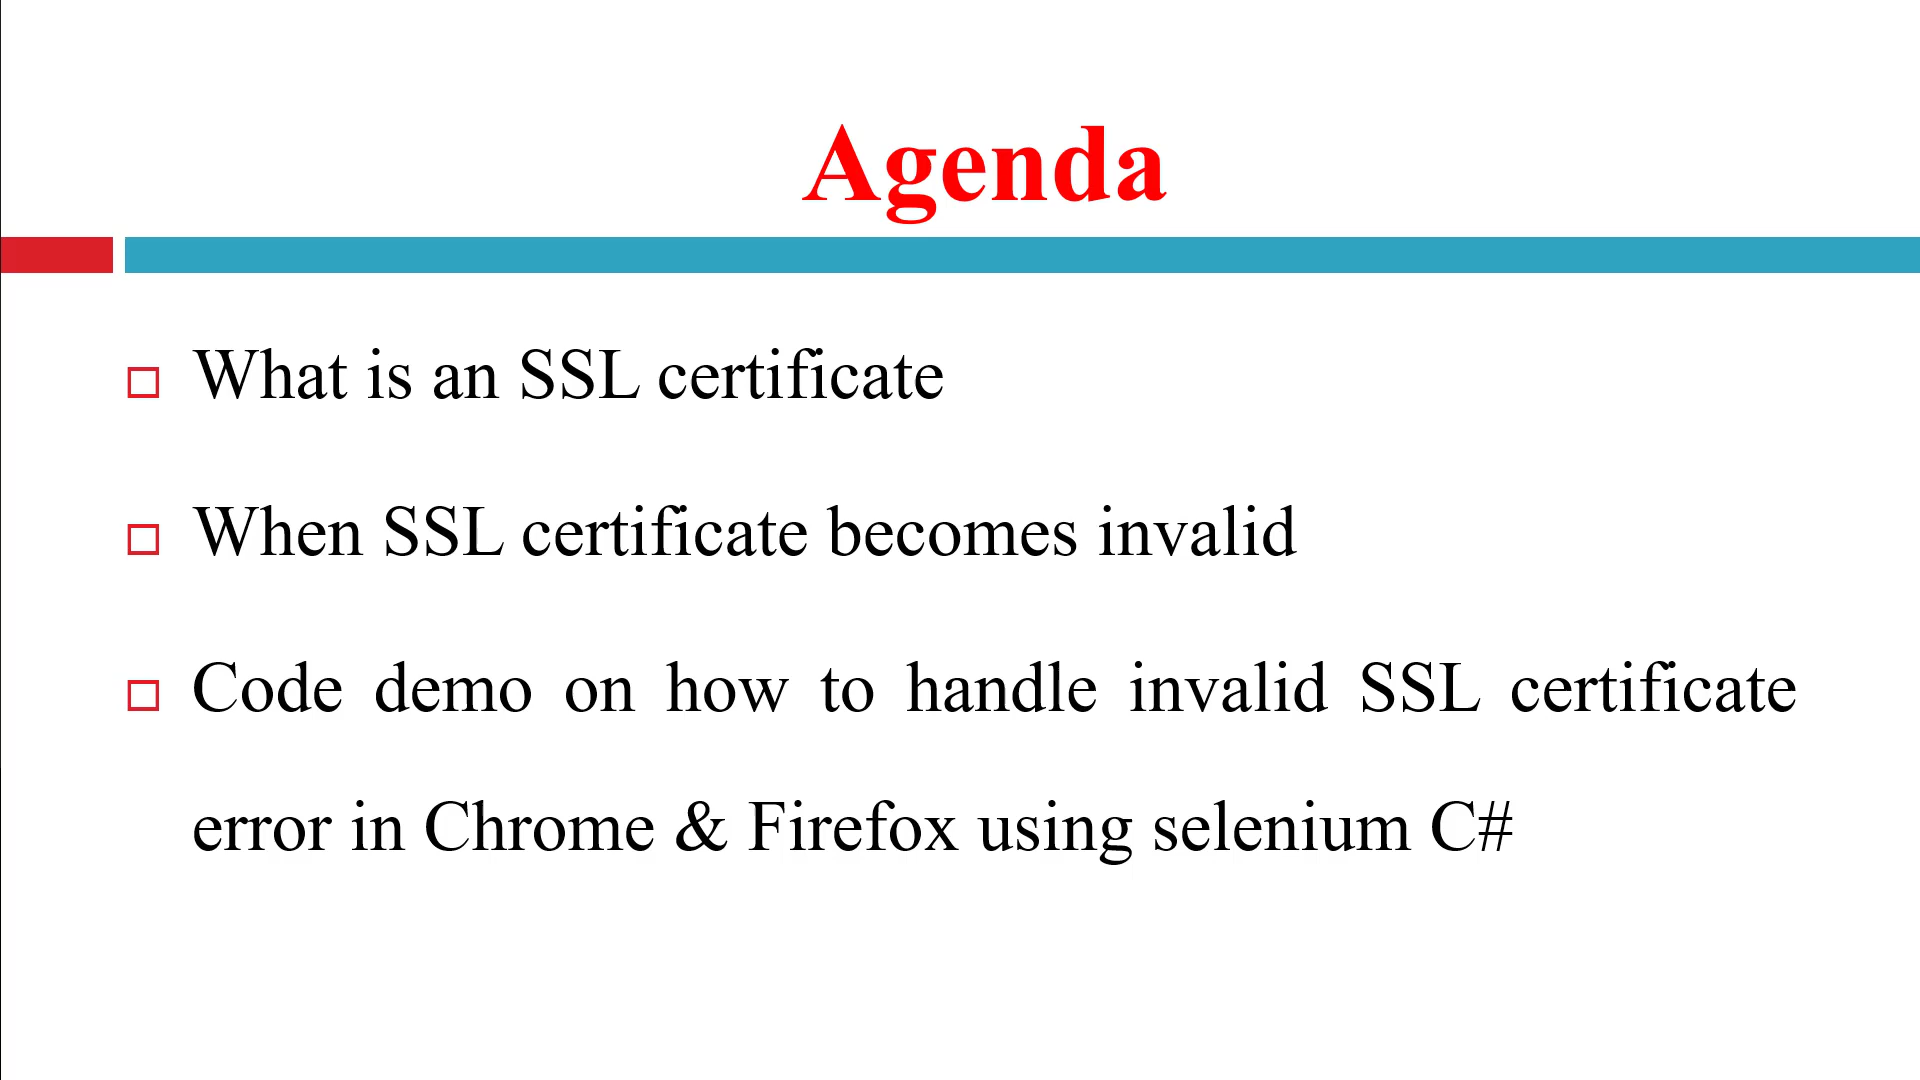 Agenda
What is an SSL certificate
When SSL certificate becomes invalid
Code demo on how to handle invalid SSL certificate
error in Chrome & Firefox using selenium C#